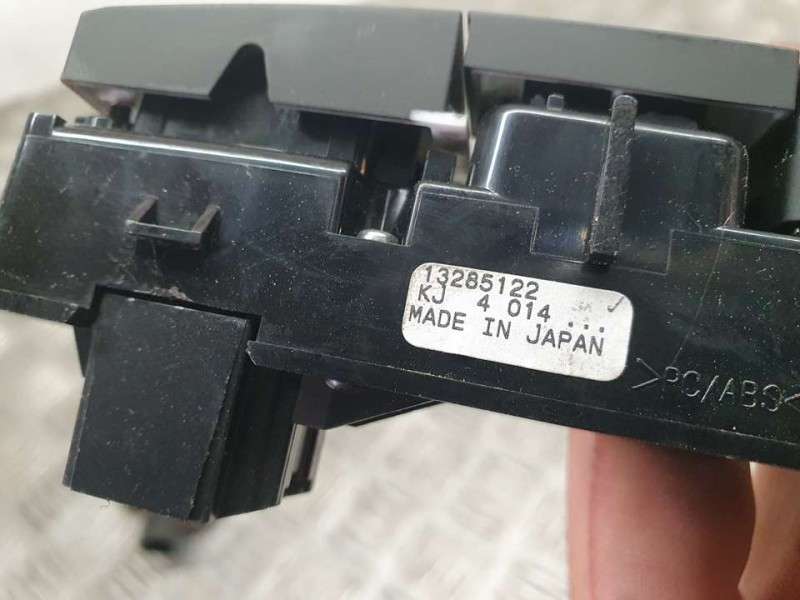 13285122
KJ 4 014 ...
MADE IN JAPAN
>PC/ABS<